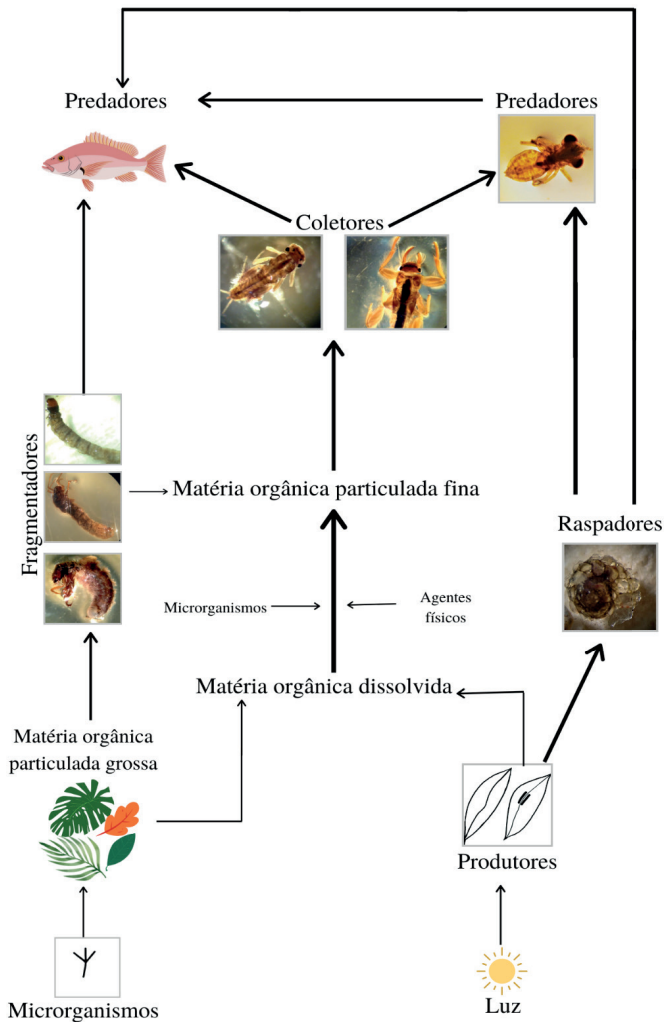 Predadores
Predadores
Coletores
Fragmentadores
Matéria orgânica particulada fina
Raspadores
Microrganismos
Agentes
físicos
Matéria orgânica dissolvida
Matéria orgânica
particulada grossa
Produtores
Microrganismos
Luz